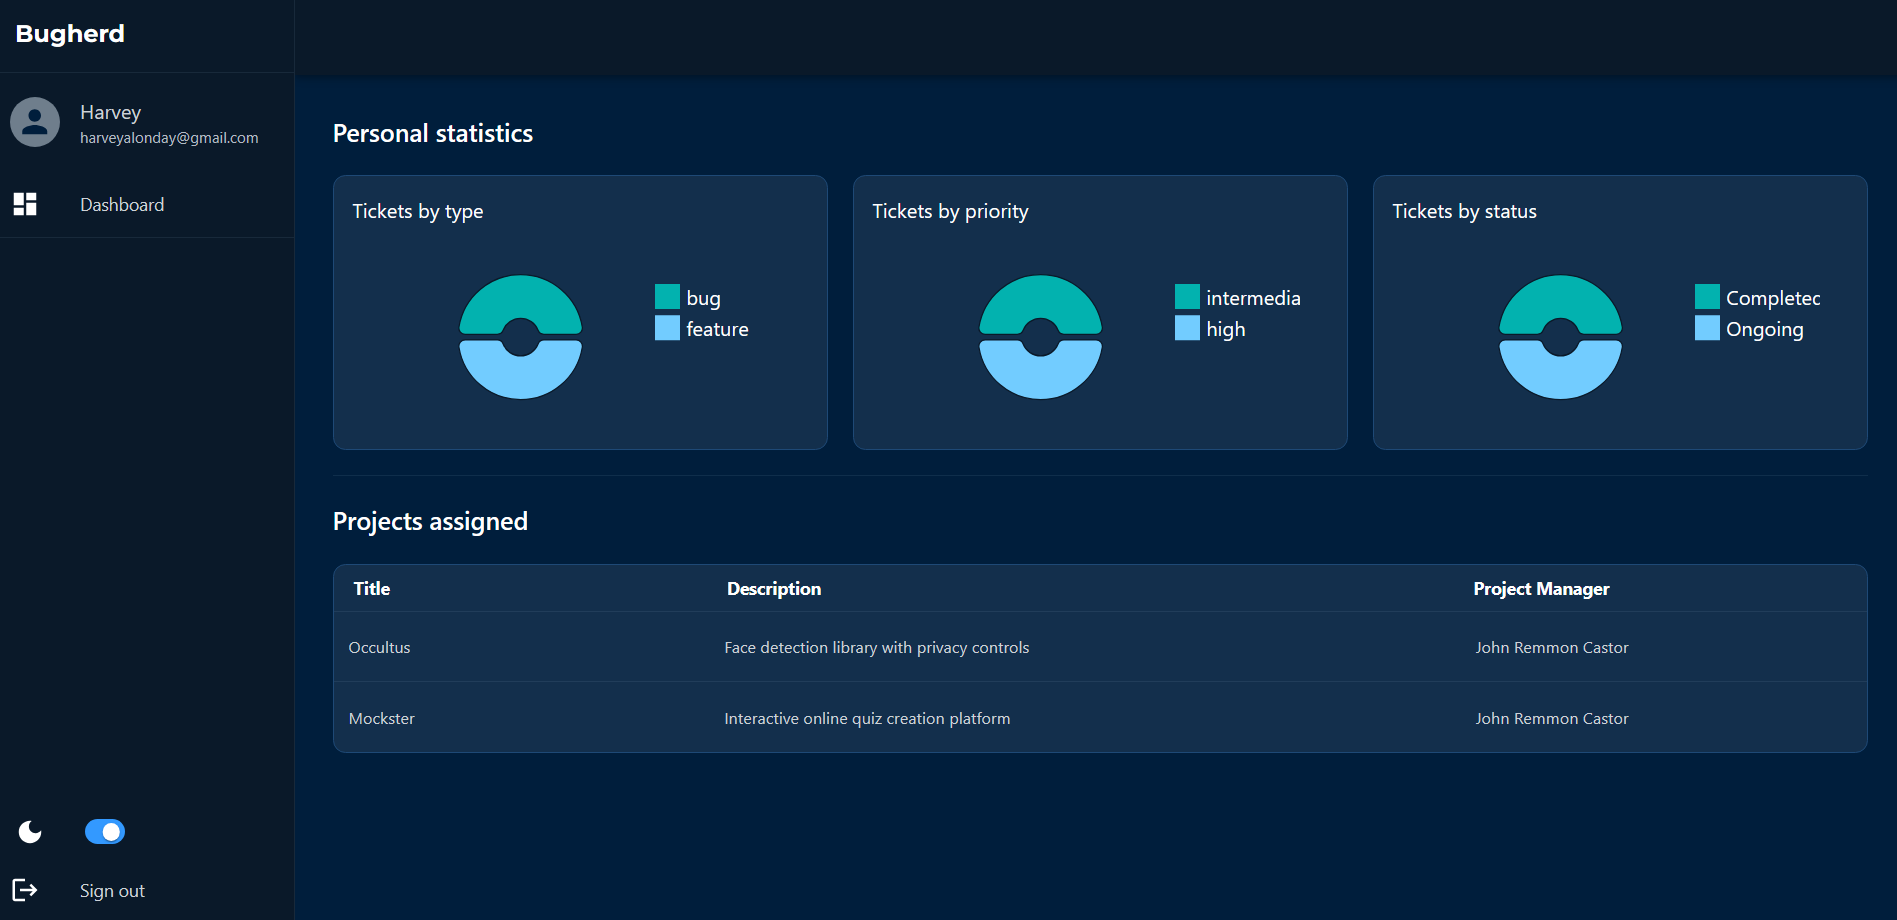 Bugherd
Harvey
harveyalonday@gmail.com
Dashboard
Personal statistics
Tickets by type
bug
feature
Tickets by priority
intermedia
high
Tickets by status
Completec
Ongoing
Projects assigned
Title Description Project Manager
Occultus Face detection library with privacy controls John Remmon Castor
Mockster Interactive online quiz creation platform John Remmon Castor
Sign out